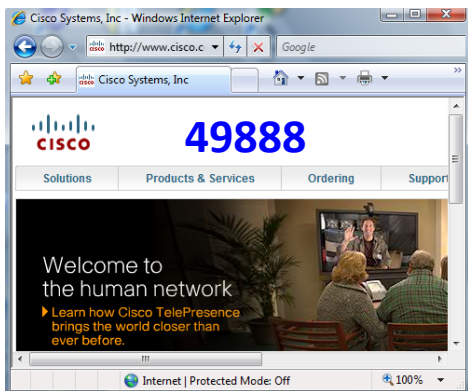 Cisco Systems, Inc - Windows Internet Explorer
http://www.cisco.c
Google
Cisco Systems, Inc
CISCO
49888
Solutions Products & Services Ordering Support
Welcome to
the human network
Learn how Cisco TelePresence
brings the world closer than
ever before.
Internet | Protected Mode: Off
100%